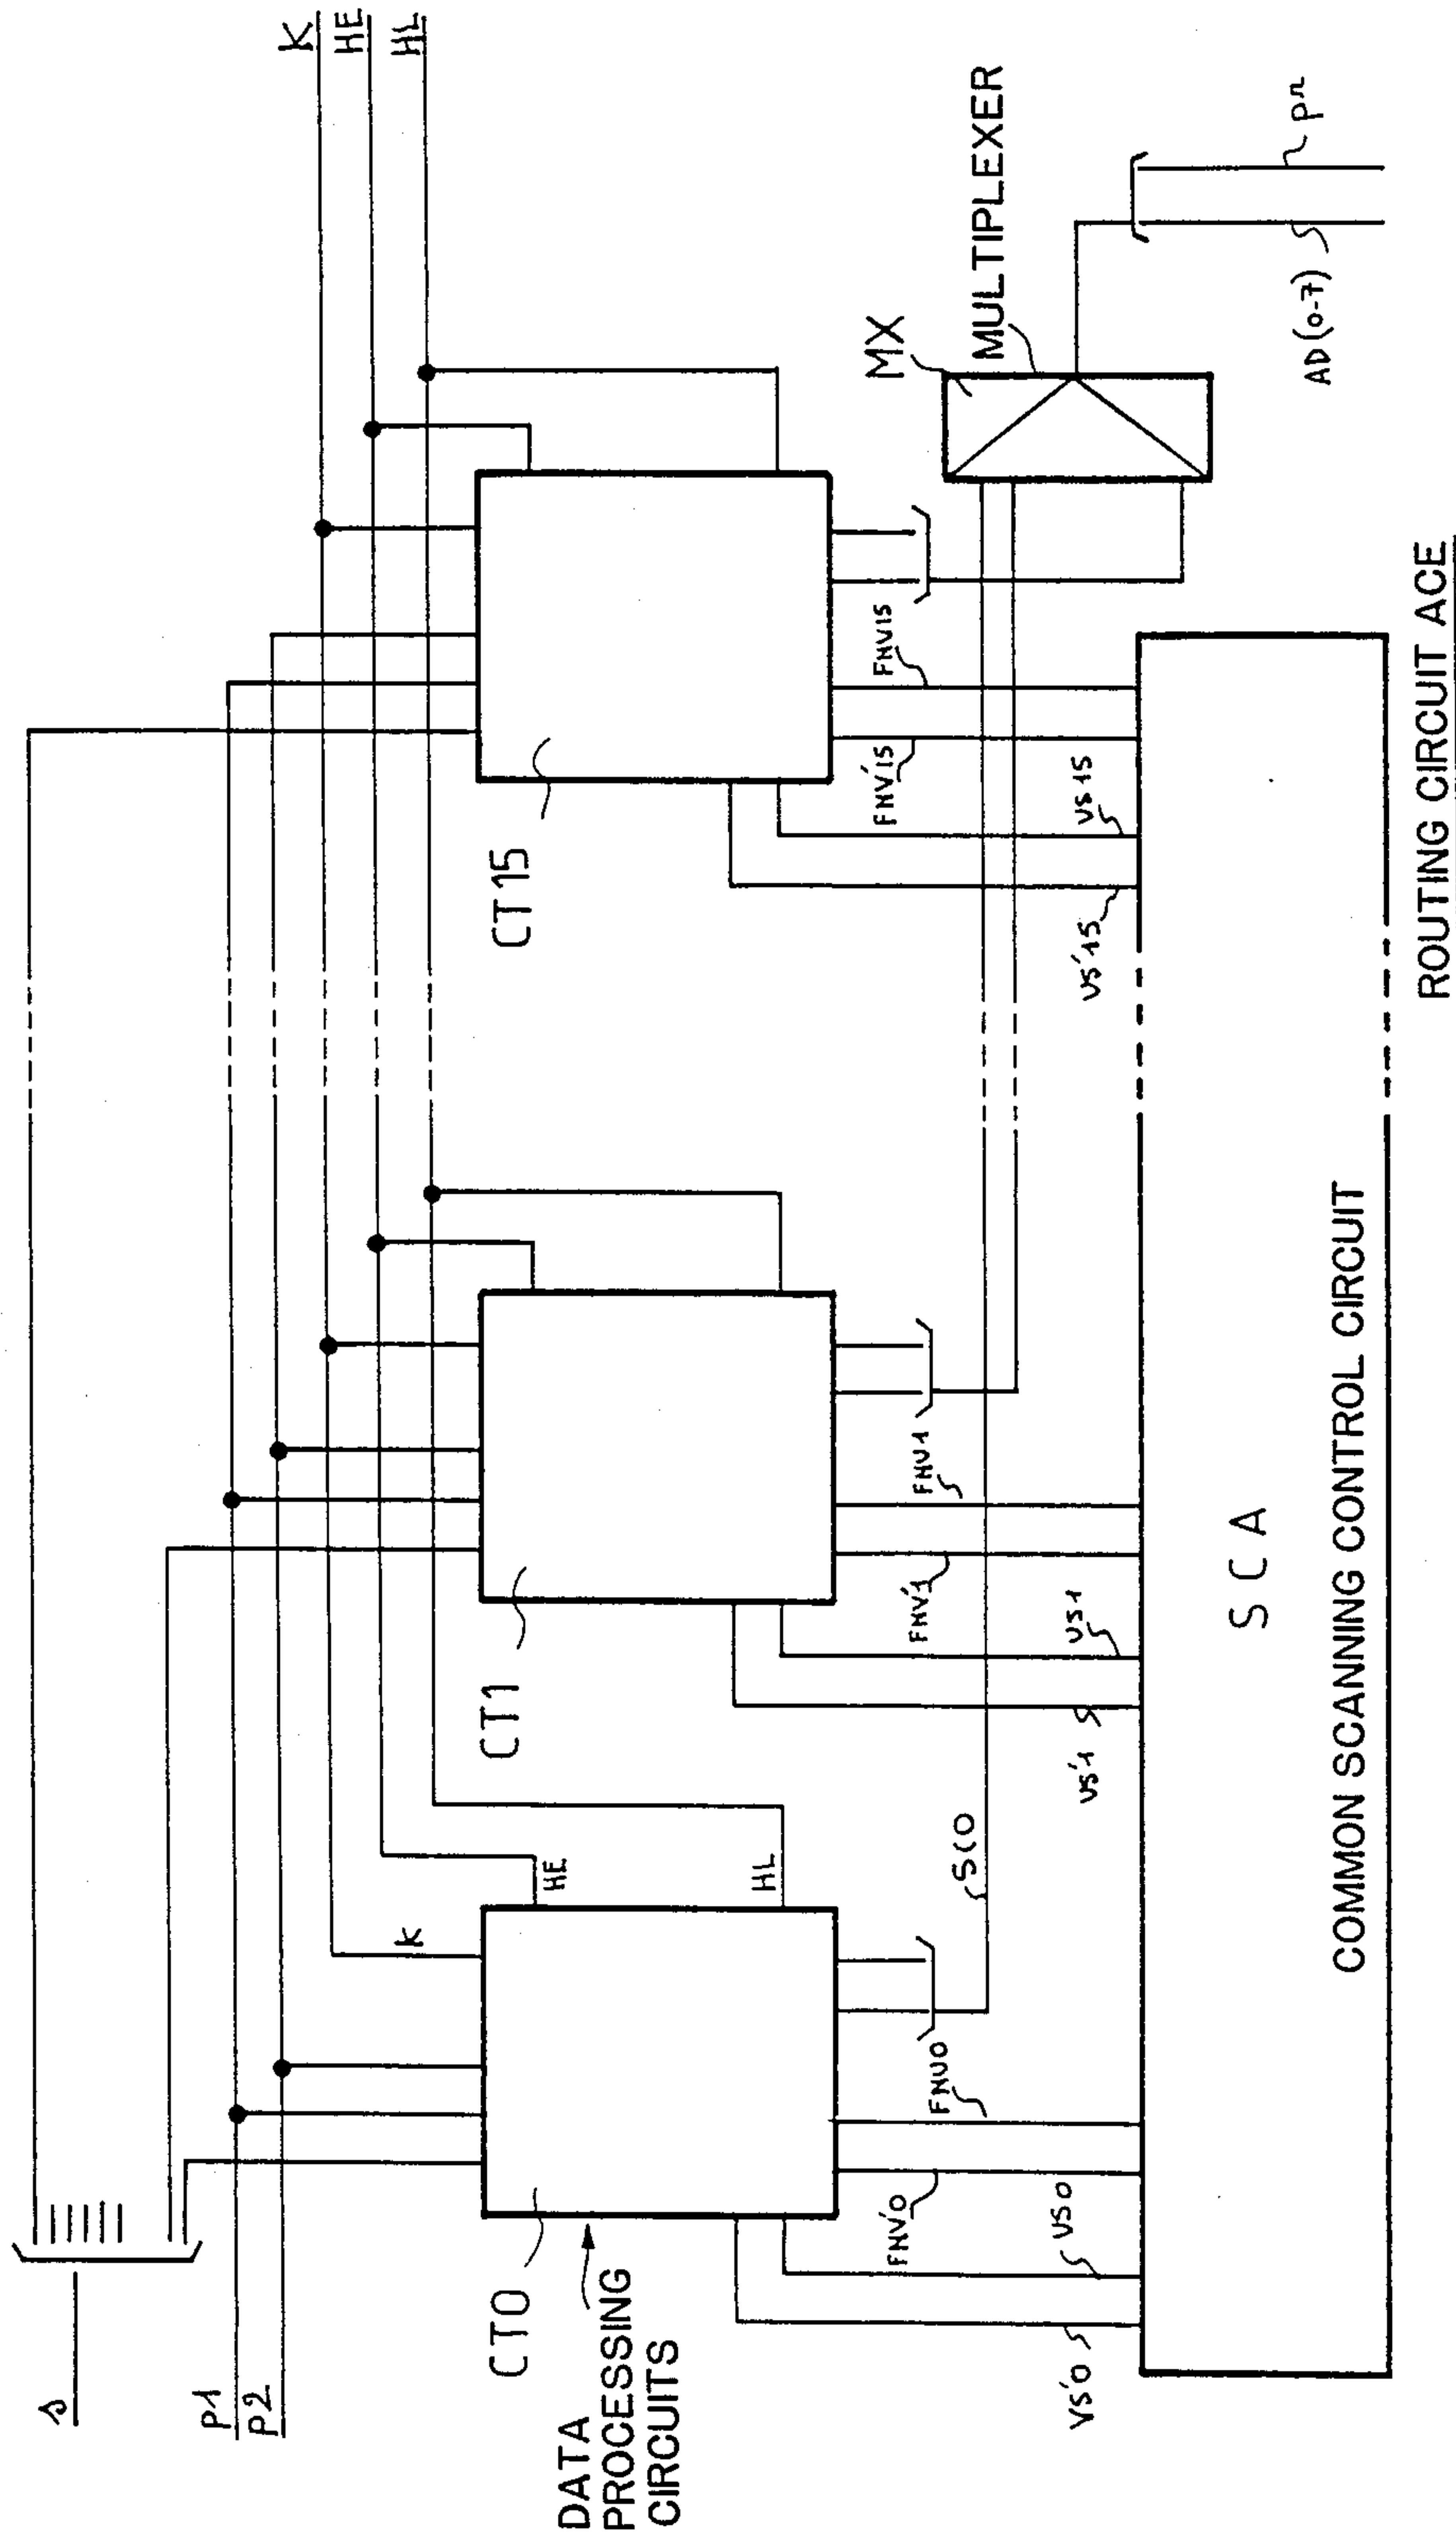 s
P1
P2
K
HE
HL
K
HE
HL
DATA
PROCESSING
CIRCUITS
CT0
CT1
CT15
FNV'0
FNV0
FNV'1
FNV1
FNV'15
FNV15
VS'0
VS0
VS'1
VS1
VS'15
VS15
SC0
MX
MULTIPLEXER
AD(0-7)
pr
SCA
COMMON SCANNING CONTROL CIRCUIT
ROUTING CIRCUIT ACE